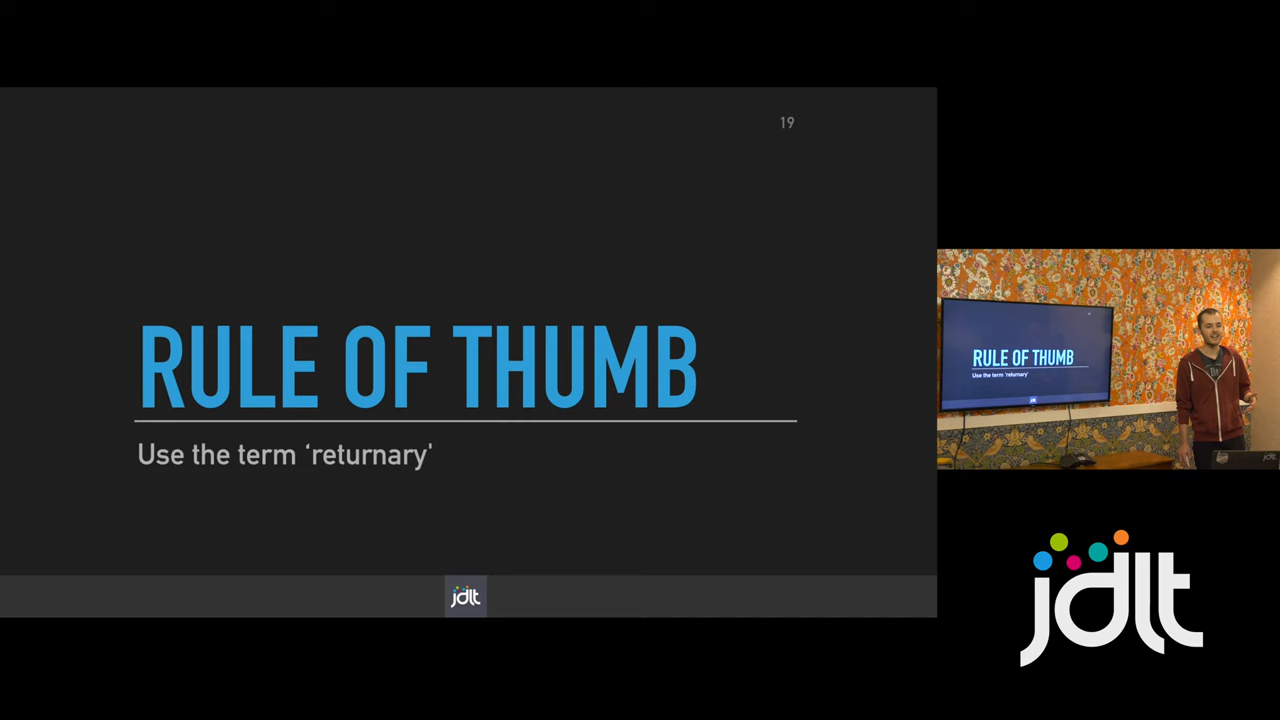 19
RULE OF THUMB
Use the term ‘returnary'
jdlt
RULE OF THUMB
Use the term ‘returnary'
jdlt